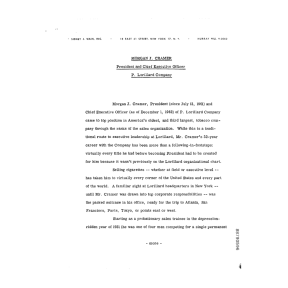 MORGAN J. CRAMER
President and Chief Executive Officer
P. Lorillard Company
Morgan J. Cramer, President (since July 18, 1961) and
Chief Executive Officer (as of December 1, 1961) of P. Lorillard Company
came to his position in America's oldest, and third largest, tobacco com-
pany through the ranks of the sales organization. While this is a tradi-
tional route to executive leadership at Lorillard, Mr. Cramer's 30-year
career with the Company has been more than a following-in-footsteps;
virtually every title he had before becoming President had to be created
for him because it wasn't previously on the Lorillard organizational chart.
Selling cigarettes -- whether at field or executive level --
has taken him to virtually every corner of the United States and every part
of the world. A familiar sight at Lorillard headquarters in New York --
until Mr. Cramer was drawn into top corporate responsibilities -- was
the packed suitcase in his office, ready for the trip to Atlanta, San
Francisco, Paris, Tokyo, or points east or west.
Starting as a probationary sales trainee in the depression-
ridden year of 1931 he was one of four men competing for a single permanent
- more -